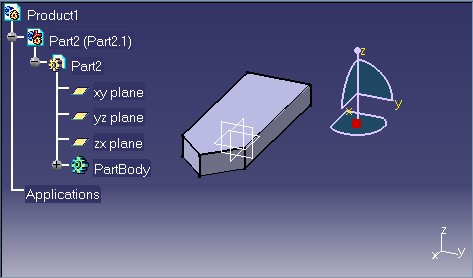 Product1
Part2 (Part2.1)
Part2
xy plane
yz plane
zx plane
PartBody
Applications
z
y
x
z
x
y